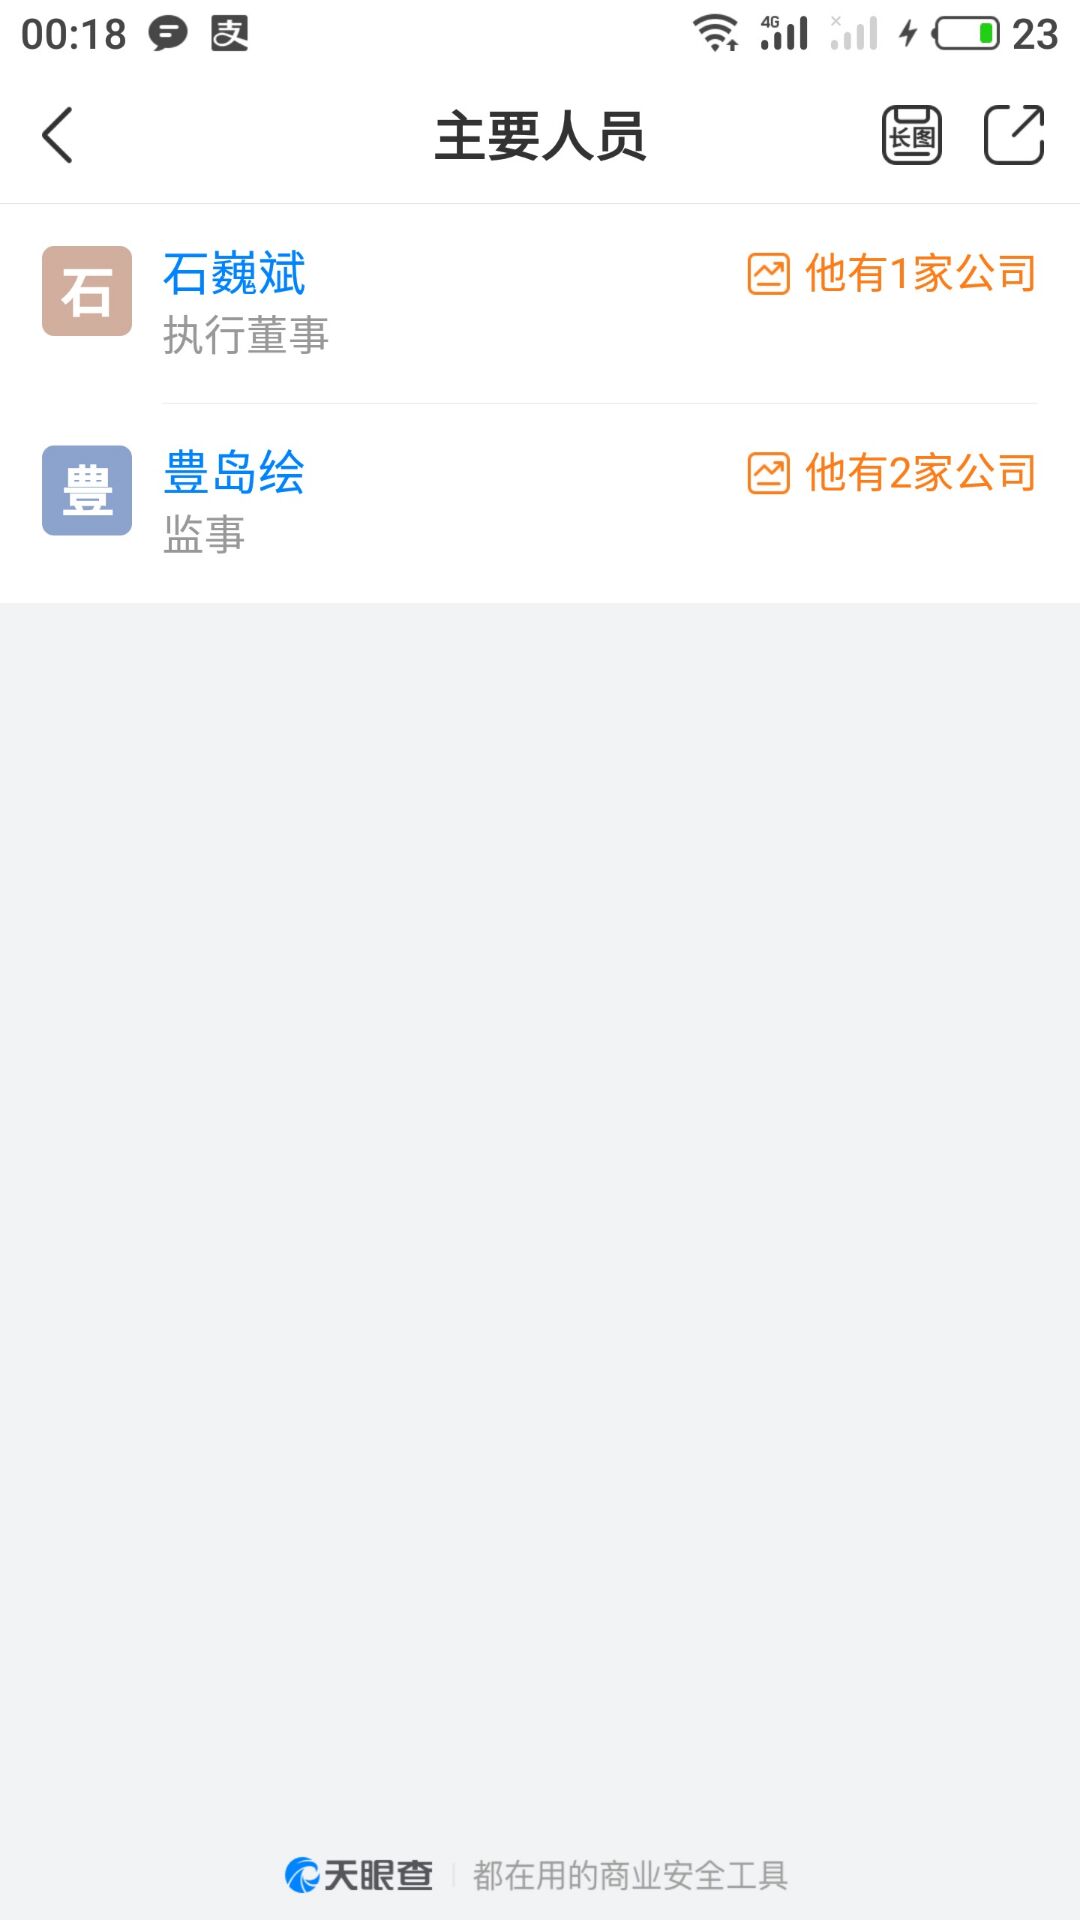 00:18 支 4G 23
主要人员 长图
石 石巍斌 他有1家公司
执行董事
豊 豊岛绘 他有2家公司
监事
天眼查 都在用的商业安全工具